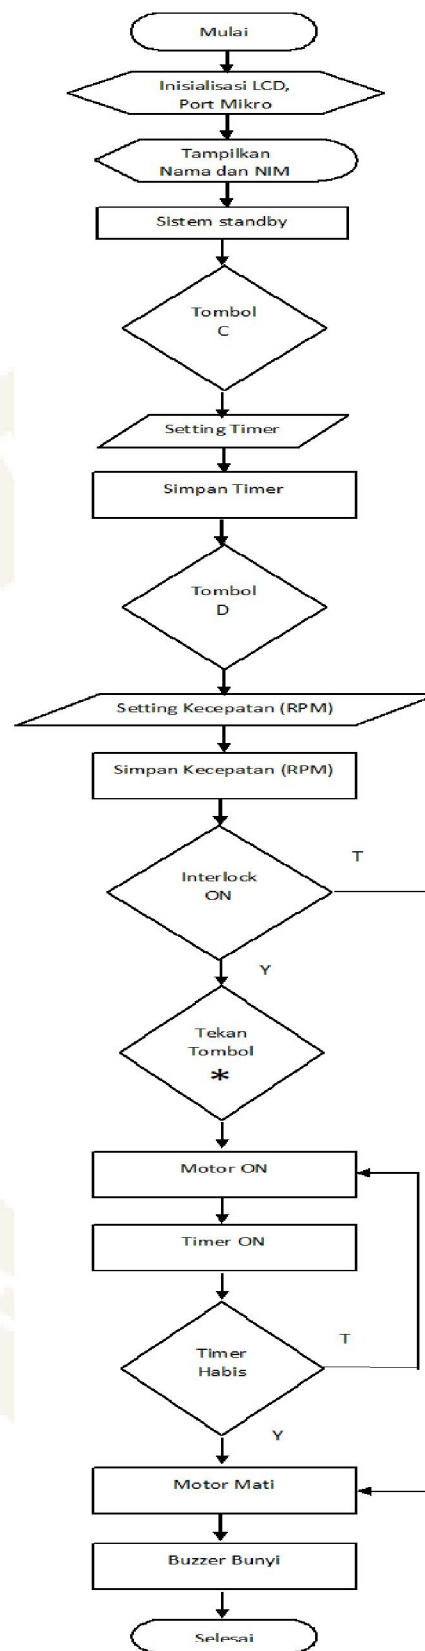 Mulai
Inisialisasi LCD,
Port Mikro
Tampilkan
Nama dan NIM
Sistem standby
Tombol
C
Setting Timer
Simpan Timer
Tombol
D
Setting Kecepatan (RPM)
Simpan Kecepatan (RPM)
T
Interlock
ON
Y
Tekan
Tombol
*
Motor ON
Timer ON
T
Timer
Habis
Y
Motor Mati
Buzzer Bunyi
Selesai